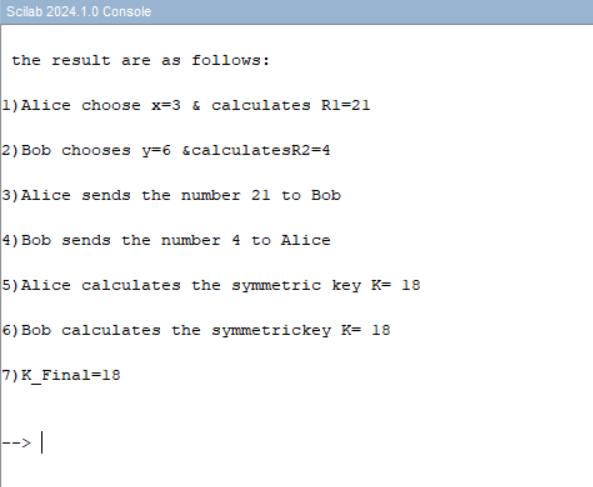 Scilab 2024.1.0 Console
the result are as follows:
1)Alice choose x=3 & calculates R1=21
2)Bob chooses y=6 &calculatesR2=4
3)Alice sends the number 21 to Bob
4)Bob sends the number 4 to Alice
5)Alice calculates the symmetric key K= 18
6)Bob calculates the symmetrickey K= 18
7)K_Final=18
-->